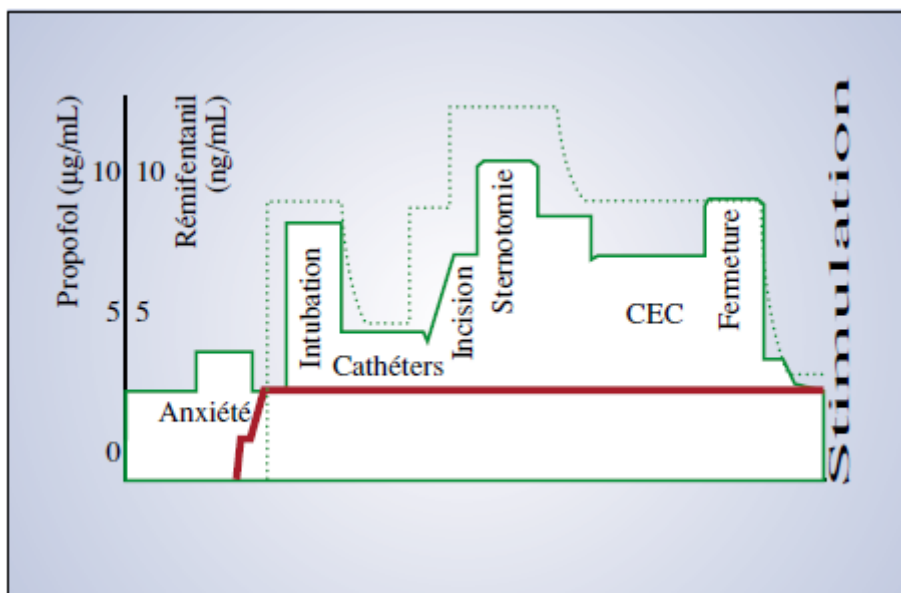 Propofol (µg/mL)
Rémifentanil
(ng/mL)
10 10
5 5
0
Anxiété
Intubation
Cathéters
Incision
Sternotomie
CEC
Fermeture
Stimulation